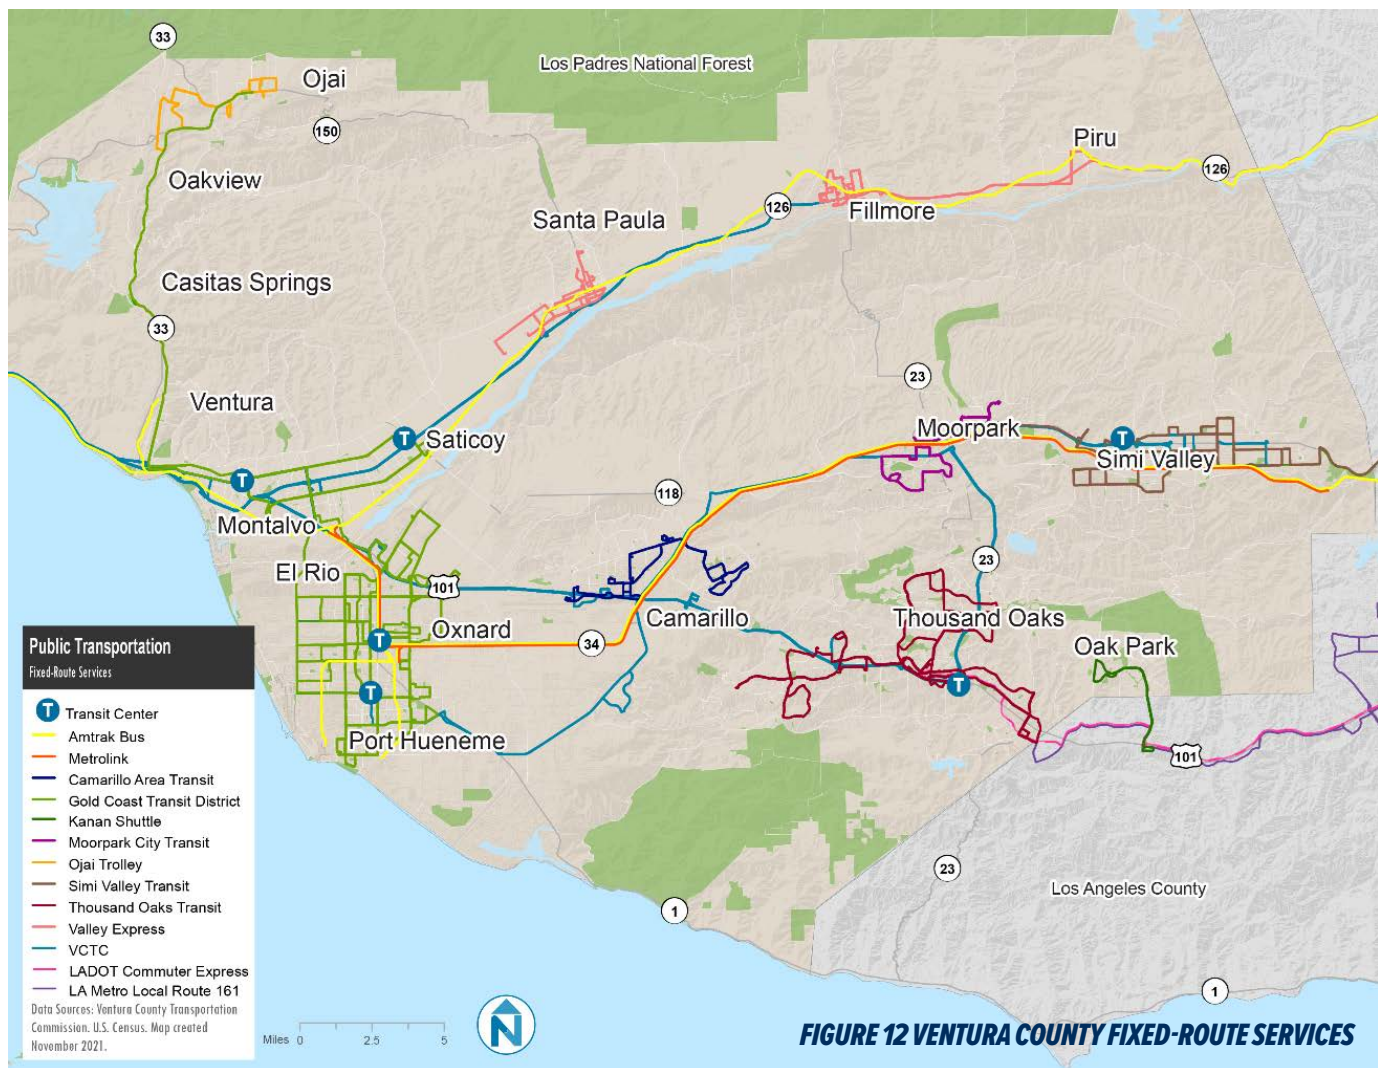 33
Los Padres National Forest
Ojai
150
Piru
126
Oakview
126
Fillmore
Santa Paula
Casitas Springs
33
23
Ventura
T
Saticoy
Moorpark
T
Simi Valley
T
118
Montalvo
23
El Rio
101
Camarillo
Thousand Oaks
Oxnard
T
34
Oak Park
T
T
Port Hueneme
101
23
Los Angeles County
1
1
Public Transportation
Fixed-Route Services
T Transit Center
Amtrak Bus
Metrolink
Camarillo Area Transit
Gold Coast Transit District
Kanan Shuttle
Moorpark City Transit
Ojai Trolley
Simi Valley Transit
Thousand Oaks Transit
Valley Express
VCTC
LADOT Commuter Express
LA Metro Local Route 161
Data Sources: Ventura County Transportation
Commission. U.S. Census. Map created
November 2021.
Miles 0 2.5 5
N
FIGURE 12 VENTURA COUNTY FIXED-ROUTE SERVICES